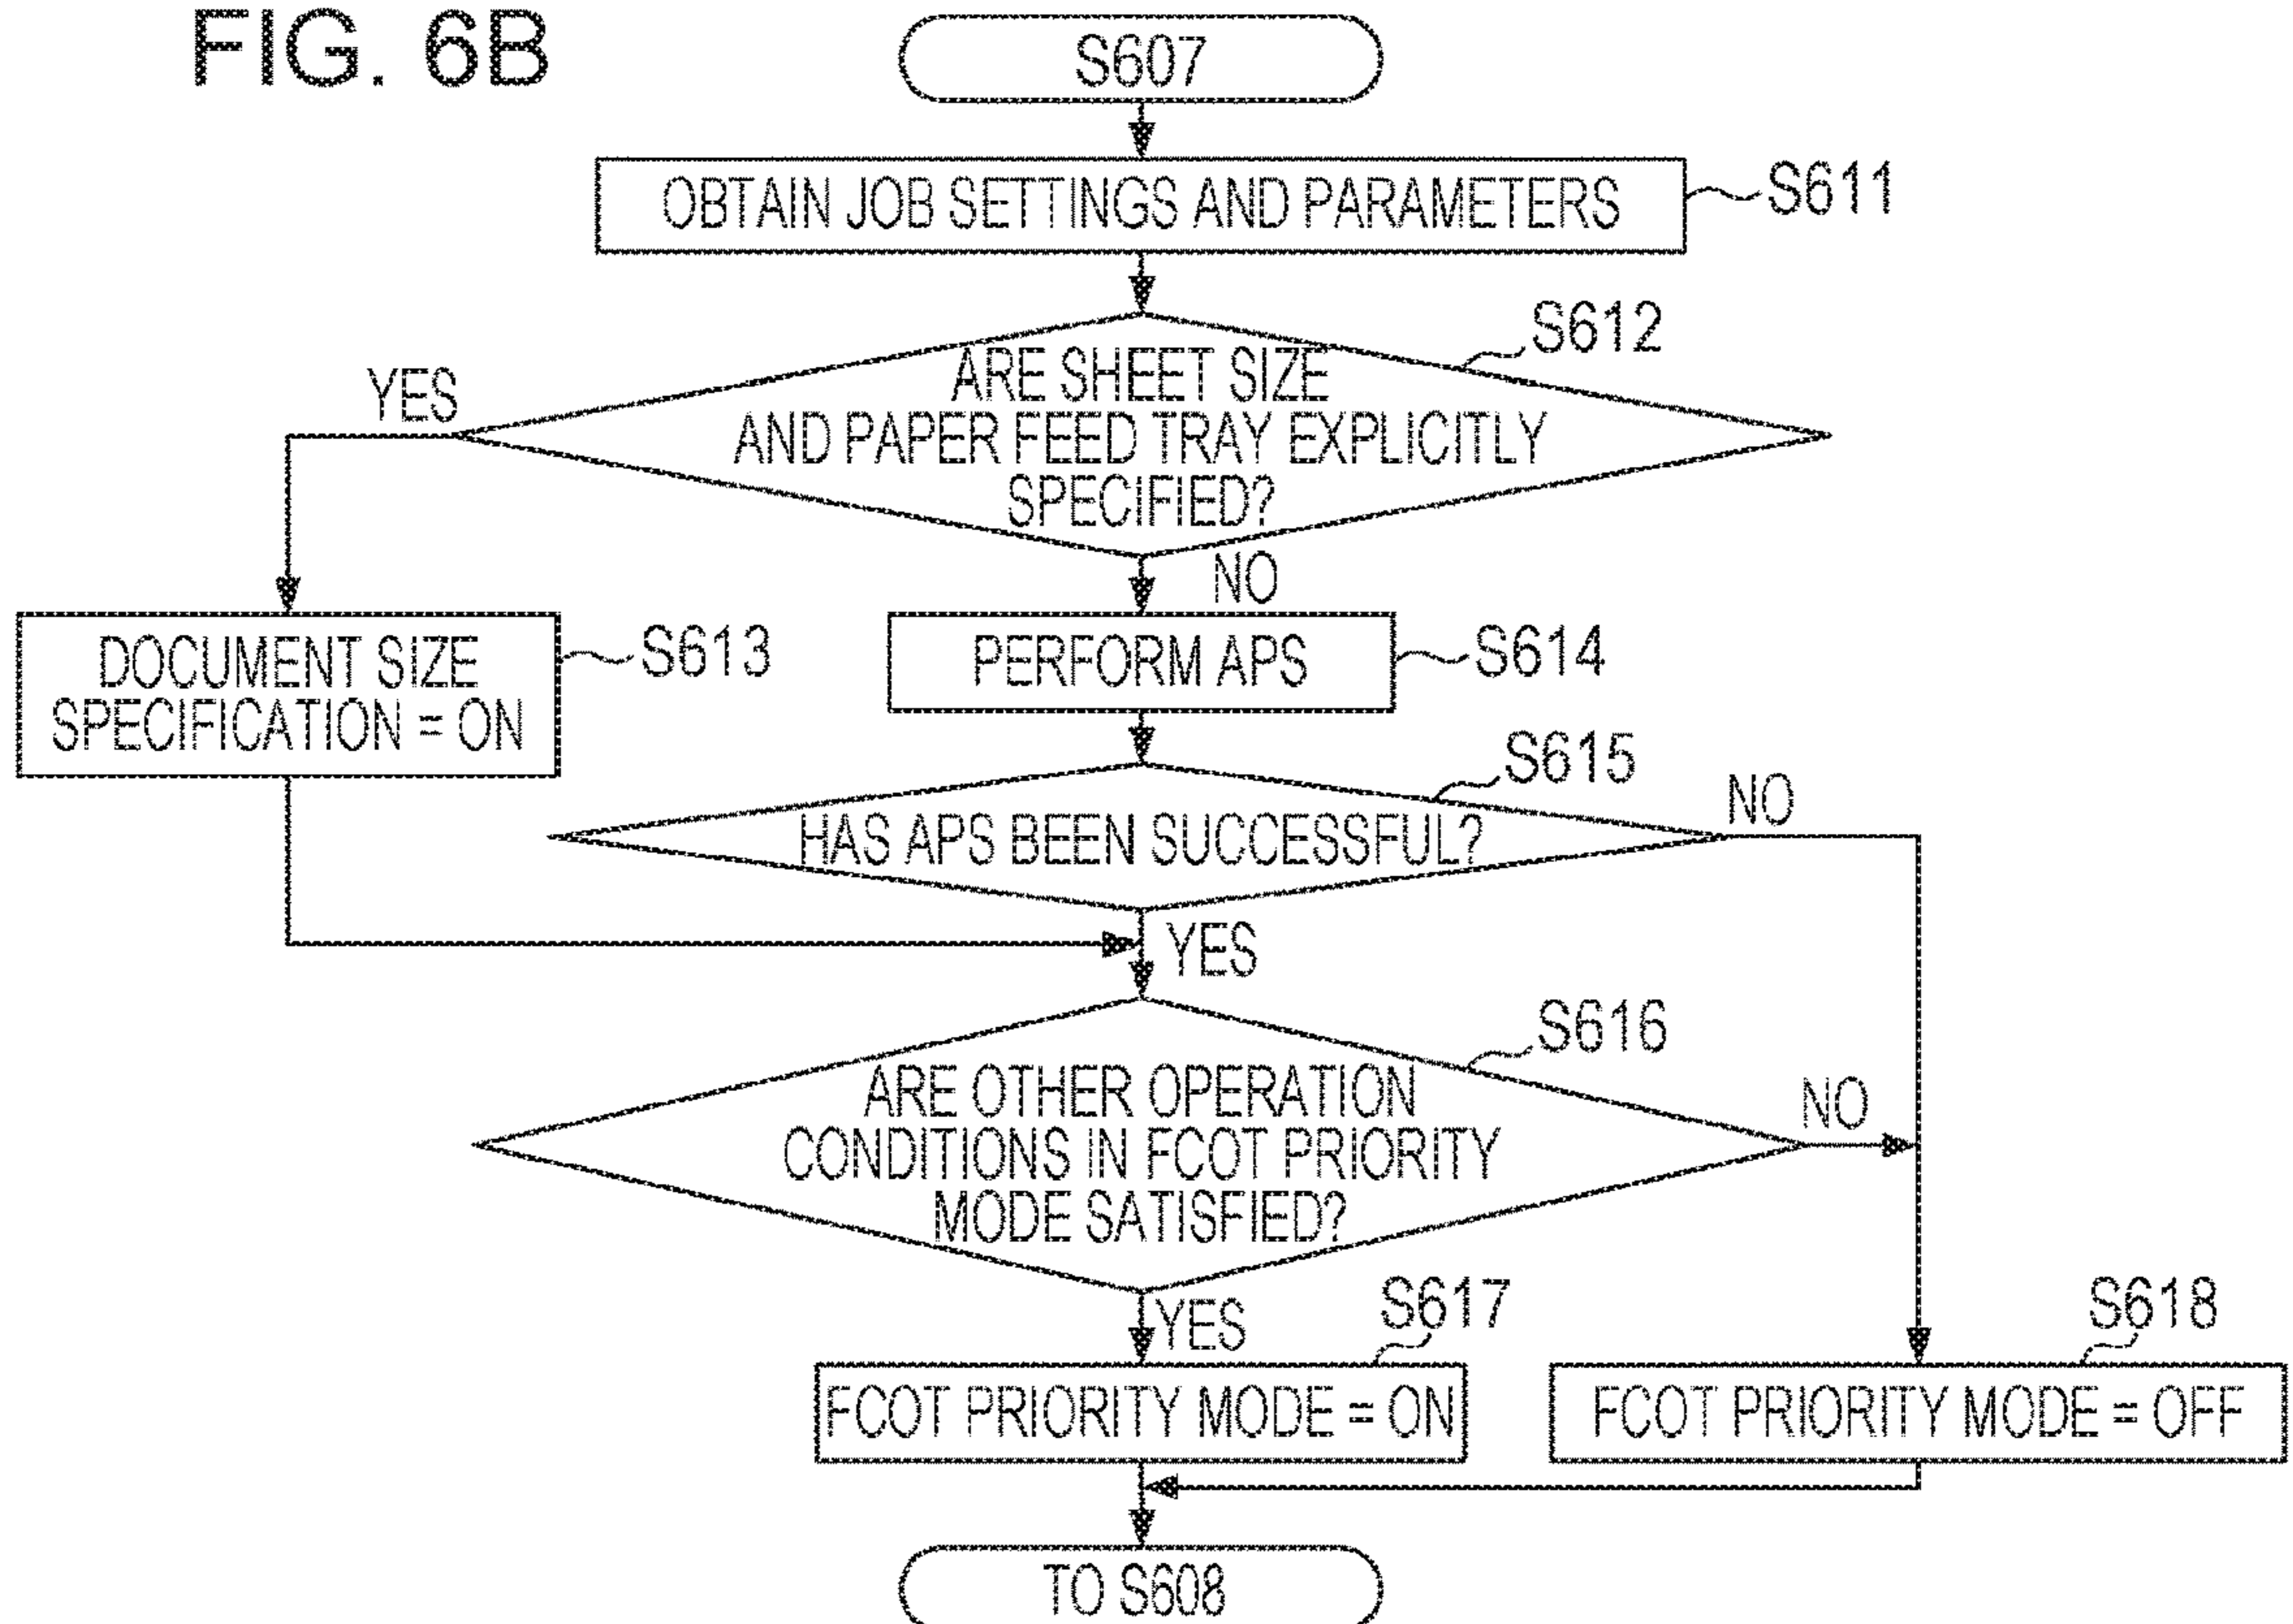 FIG. 6B
S607
OBTAIN JOB SETTINGS AND PARAMETERS
S611
S612
ARE SHEET SIZE
AND PAPER FEED TRAY EXPLICITLY
SPECIFIED?
YES
NO
DOCUMENT SIZE
SPECIFICATION = ON
S613
PERFORM APS
S614
S615
HAS APS BEEN SUCCESSFUL?
NO
YES
S616
ARE OTHER OPERATION
CONDITIONS IN FCOT PRIORITY
MODE SATISFIED?
NO
YES
S617
S618
FCOT PRIORITY MODE = ON
FCOT PRIORITY MODE = OFF
TO S608